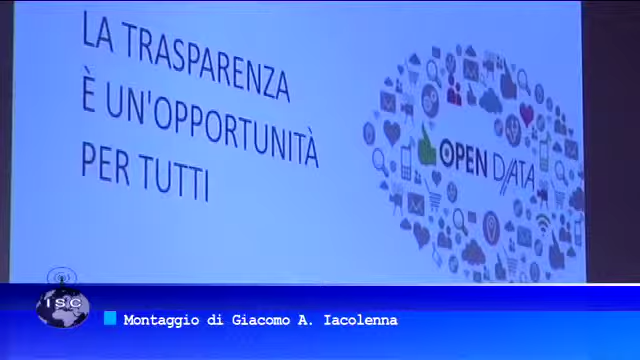 LA TRASPARENZA
È UN'OPPORTUNITÀ
PER TUTTI
OPEN DATA
ISC
Montaggio di Giacomo A. Iacolenna